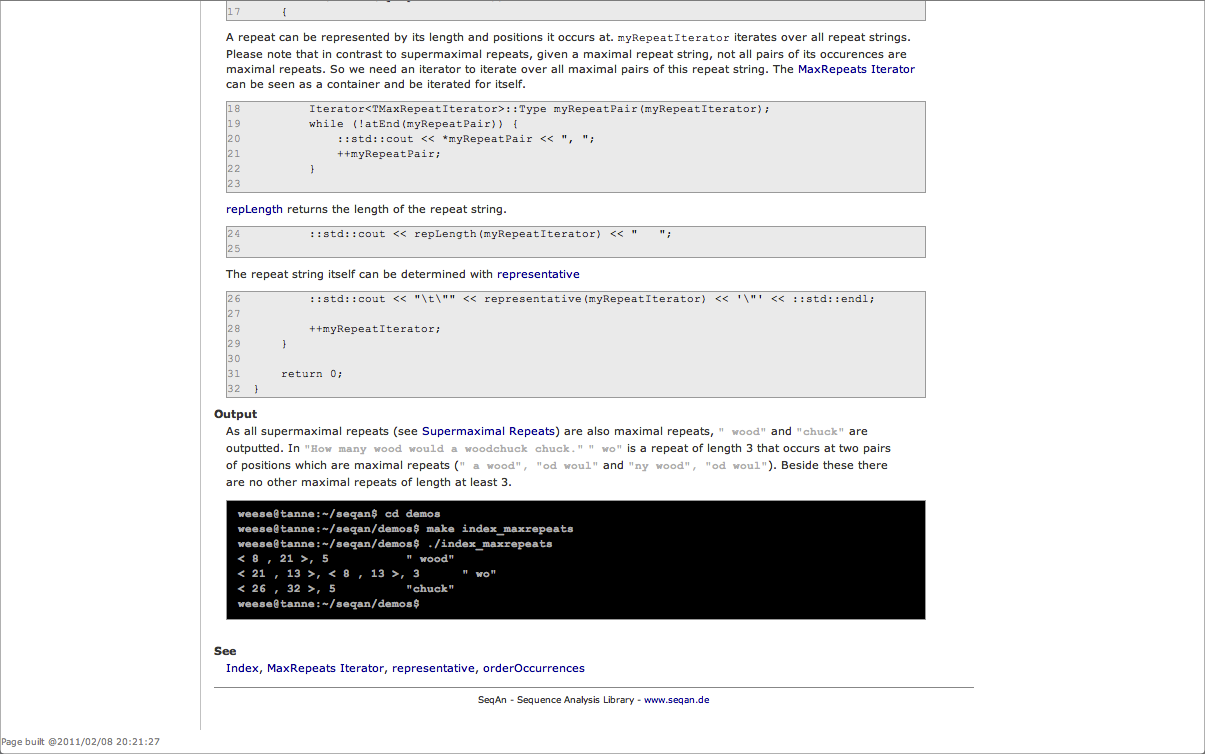 17      {
A repeat can be represented by its length and positions it occurs at. myRepeatIterator iterates over all repeat strings.
Please note that in contrast to supermaximal repeats, given a maximal repeat string, not all pairs of its occurences are
maximal repeats. So we need an iterator to iterate over all maximal pairs of this repeat string. The MaxRepeats Iterator
can be seen as a container and be iterated for itself.
18          Iterator<TMaxRepeatIterator>::Type myRepeatPair(myRepeatIterator);
19          while (!atEnd(myRepeatPair)) {
20              ::std::cout << *myRepeatPair << ", ";
21              ++myRepeatPair;
22          }
23
repLength returns the length of the repeat string.
24          ::std::cout << repLength(myRepeatIterator) << "   ";
25
The repeat string itself can be determined with representative
26          ::std::cout << "\t\"" << representative(myRepeatIterator) << '\"' << ::std::endl;
27
28          ++myRepeatIterator;
29      }
30
31      return 0;
32  }
Output
As all supermaximal repeats (see Supermaximal Repeats) are also maximal repeats, " wood" and "chuck" are
outputted. In "How many wood would a woodchuck chuck." " wo" is a repeat of length 3 that occurs at two pairs
of positions which are maximal repeats (" a wood", "od woul" and "ny wood", "od woul"). Beside these there
are no other maximal repeats of length at least 3.
weese@tanne:~/seqan$ cd demos
weese@tanne:~/seqan/demos$ make index_maxrepeats
weese@tanne:~/seqan/demos$ ./index_maxrepeats
< 8 , 21 >, 5           " wood"
< 21 , 13 >, < 8 , 13 >, 3      " wo"
< 26 , 32 >, 5          "chuck"
weese@tanne:~/seqan/demos$
See
Index, MaxRepeats Iterator, representative, orderOccurrences
SeqAn - Sequence Analysis Library - www.seqan.de
Page built @2011/02/08 20:21:27